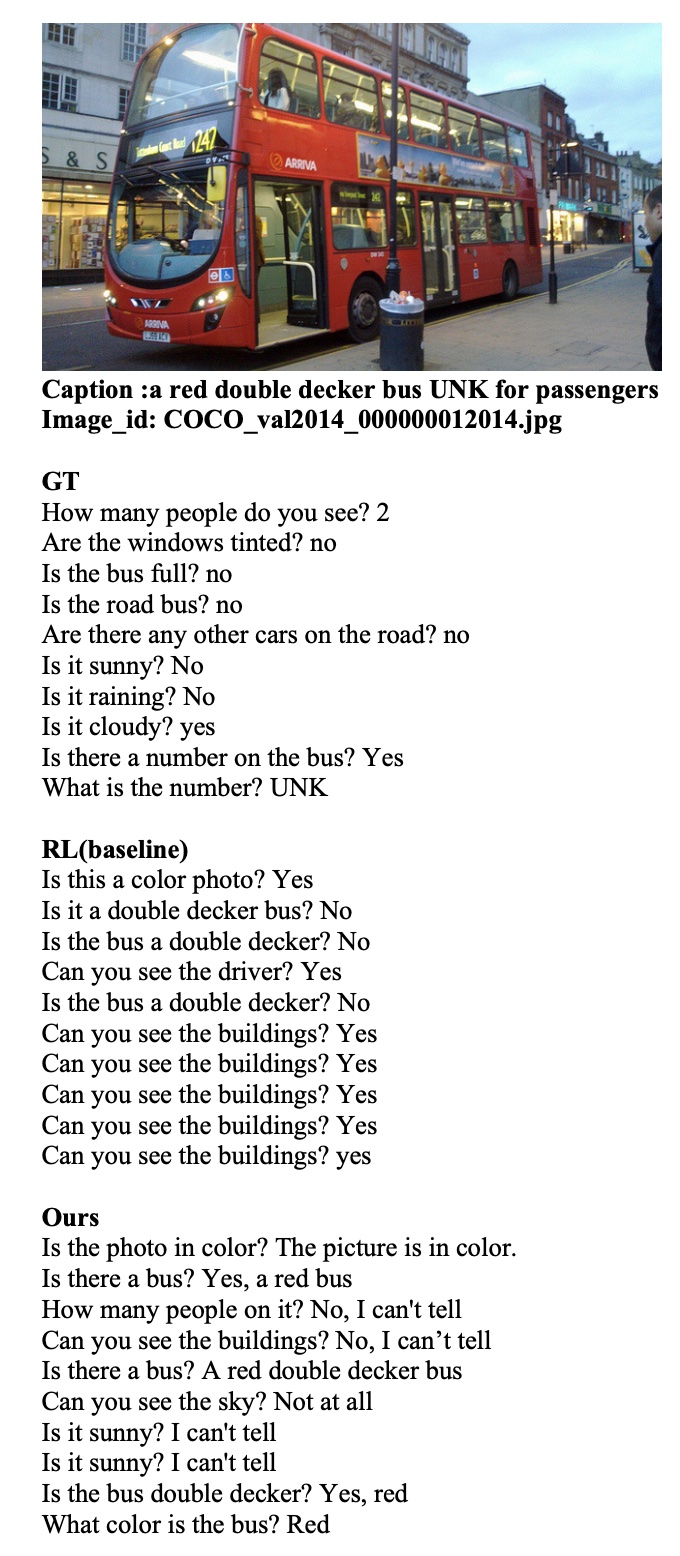 S & S
Tottenham Court Road 242
ARRIVA
242
ARRIVA
LJ59 ACV
Caption :a red double decker bus UNK for passengers
Image_id: COCO_val2014_000000012014.jpg
GT
How many people do you see? 2
Are the windows tinted? no
Is the bus full? no
Is the road bus? no
Are there any other cars on the road? no
Is it sunny? No
Is it raining? No
Is it cloudy? yes
Is there a number on the bus? Yes
What is the number? UNK
RL(baseline)
Is this a color photo? Yes
Is it a double decker bus? No
Is the bus a double decker? No
Can you see the driver? Yes
Is the bus a double decker? No
Can you see the buildings? Yes
Can you see the buildings? Yes
Can you see the buildings? Yes
Can you see the buildings? Yes
Can you see the buildings? yes
Ours
Is the photo in color? The picture is in color.
Is there a bus? Yes, a red bus
How many people on it? No, I can't tell
Can you see the buildings? No, I can’t tell
Is there a bus? A red double decker bus
Can you see the sky? Not at all
Is it sunny? I can't tell
Is it sunny? I can't tell
Is the bus double decker? Yes, red
What color is the bus? Red